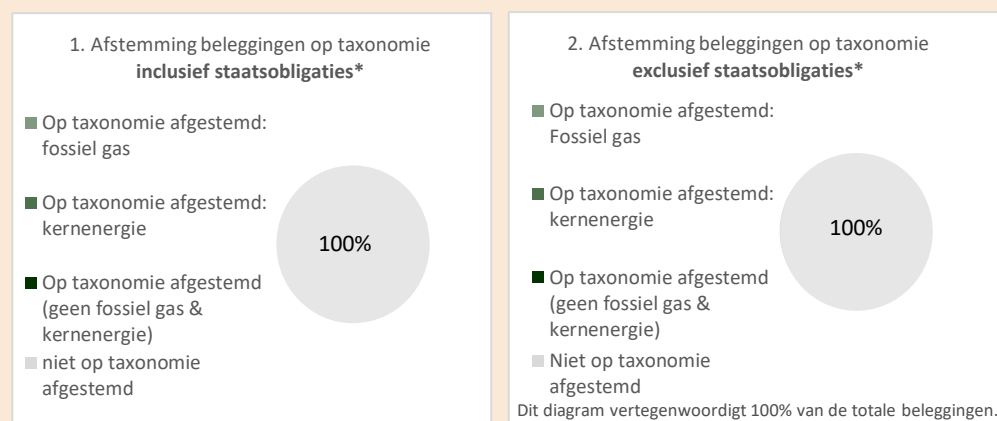 1. Afstemming beleggingen op taxonomie
inclusief staatsobligaties*
Op taxonomie afgestemd:
fossiel gas
Op taxonomie afgestemd:
kernenergie
Op taxonomie afgestemd
(geen fossiel gas &
kernenergie)
niet op taxonomie
afgestemd
100%
2. Afstemming beleggingen op taxonomie
exclusief staatsobligaties*
Op taxonomie afgestemd:
Fossiel gas
Op taxonomie afgestemd:
kernenergie
Op taxonomie afgestemd
(geen fossiel gas &
kernenergie)
Niet op taxonomie
afgestemd
100%
Dit diagram vertegenwoordigt 100% van de totale beleggingen.